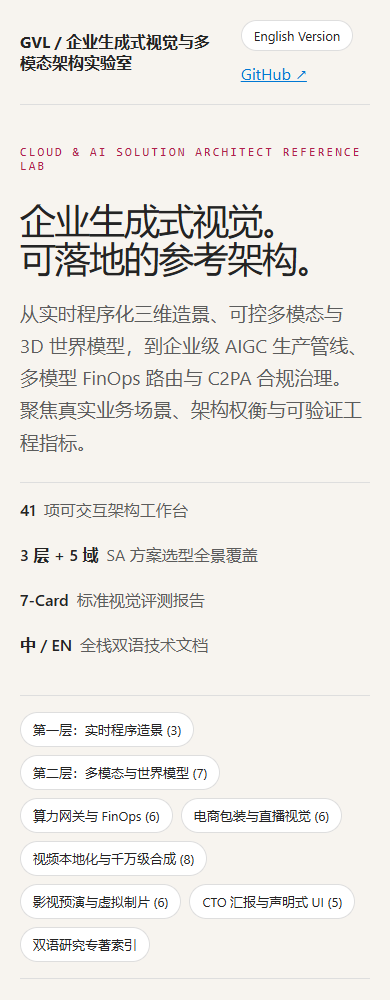 GVL / 企业生成式视觉与多
模态架构实验室
English Version
GitHub ↗
CLOUD & AI SOLUTION ARCHITECT REFERENCE
LAB
企业生成式视觉。
可落地的参考架构。
从实时程序化三维造景、可控多模态与
3D 世界模型，到企业级 AIGC 生产管线、
多模型 FinOps 路由与 C2PA 合规治理。
聚焦真实业务场景、架构权衡与可验证工
程指标。
41 项可交互架构工作台
3 层 + 5 域 SA 方案选型全景覆盖
7-Card 标准视觉评测报告
中 / EN 全栈双语技术文档
第一层：实时程序造景 (3)
第二层：多模态与世界模型 (7)
算力网关与 FinOps (6)
电商包装与直播视觉 (6)
视频本地化与千万级合成 (8)
影视预演与虚拟制片 (6)
CTO 汇报与声明式 UI (5)
双语研究专著索引